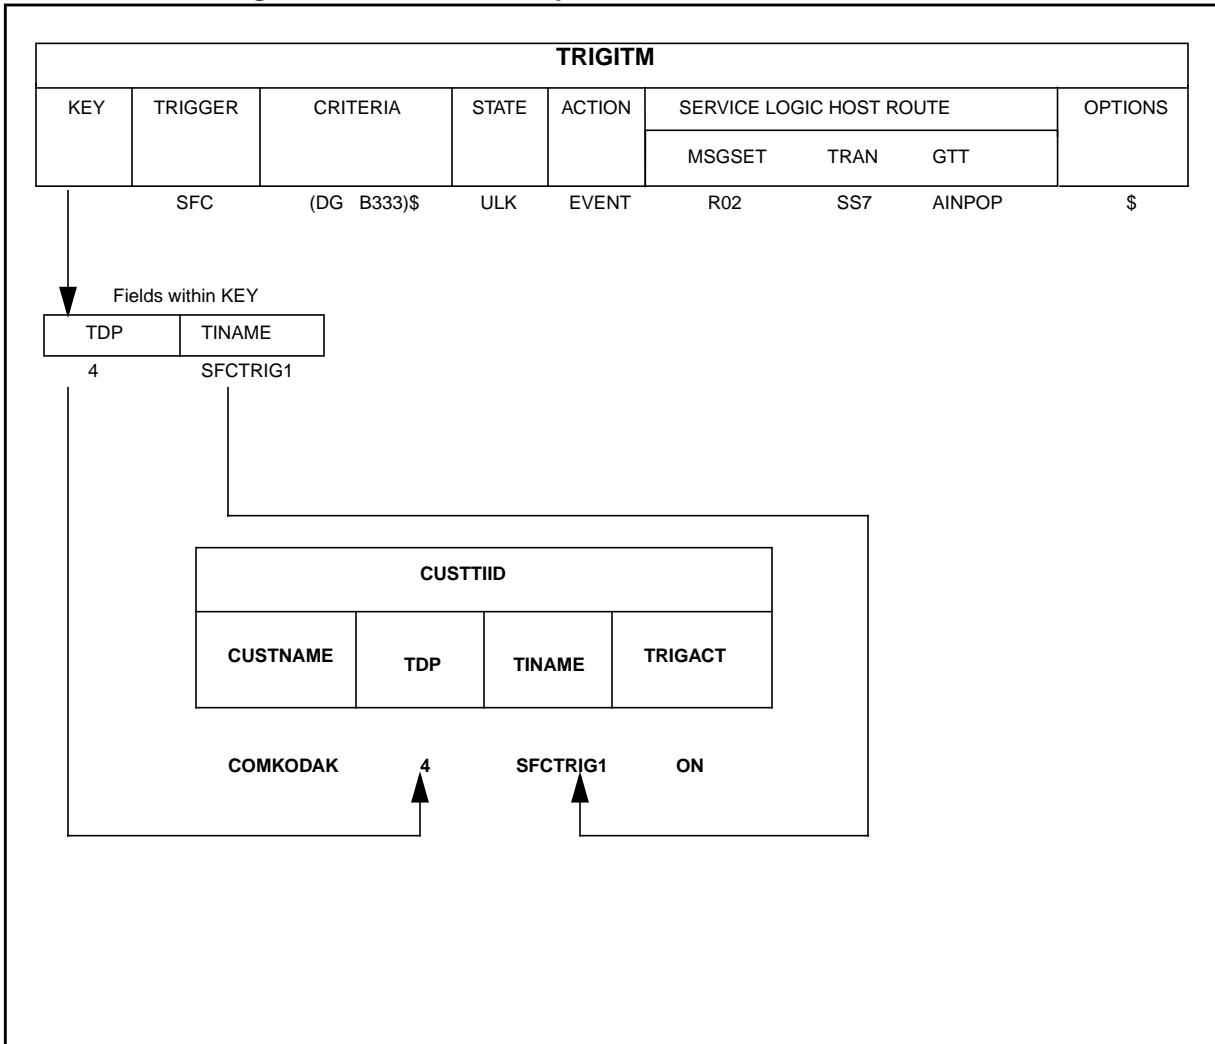 TRIGITM
KEY TRIGGER CRITERIA STATE ACTION SERVICE LOGIC HOST ROUTE OPTIONS
MSGSET TRAN GTT
SFC (DG B333)$ ULK EVENT R02 SS7 AINPOP $
Fields within KEY
TDP TINAME
4 SFCTRIG1
CUSTTIID
CUSTNAME TDP TINAME TRIGACT
COMKODAK 4 SFCTRIG1 ON